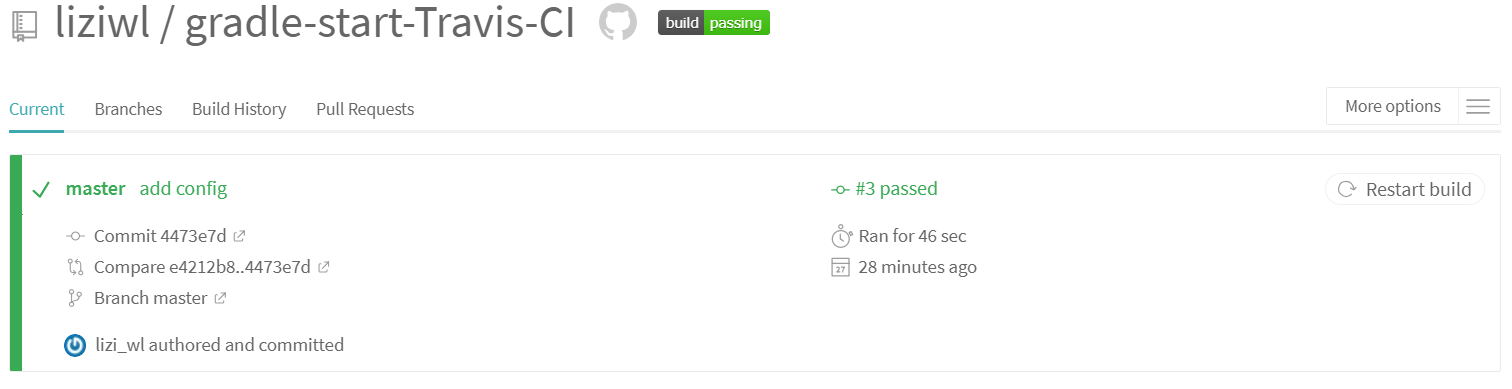 liziwl / gradle-start-Travis-CI build passing
Current Branches Build History Pull Requests More options
master add config #3 passed Restart build
Commit 4473e7d Ran for 46 sec
Compare e4212b8..4473e7d 27 28 minutes ago
Branch master
lizi_wl authored and committed